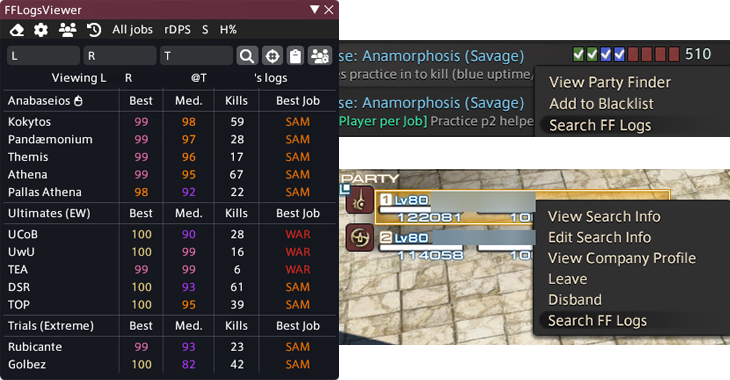 FFLogsViewer
All jobs rDPS S H%
L R T
Viewing L R @T 's logs
Anabaseios Best Med. Kills Best Job
Kokytos 99 98 59 SAM
Pandæmonium 99 97 28 SAM
Themis 99 96 17 SAM
Athena 99 95 67 SAM
Pallas Athena 98 92 22 SAM
Ultimates (EW) Best Med. Kills Best Job
UCoB 100 90 28 WAR
UwU 100 99 16 WAR
TEA 99 99 6 WAR
DSR 100 93 61 SAM
TOP 100 95 39 SAM
Trials (Extreme) Best Med. Kills Best Job
Rubicante 99 93 23 SAM
Golbez 100 82 42 SAM
se: Anamorphosis (Savage) 510
es practice in to kill (blue uptime/
se: Anamorphosis (Savage)
Player per Job] Practice p2 helpe
View Party Finder
Add to Blacklist
Search FF Logs
PARTY
1 Lv80
122081 10
2 Lv80
114058 10
View Search Info
Edit Search Info
View Company Profile
Leave
Disband
Search FF Logs